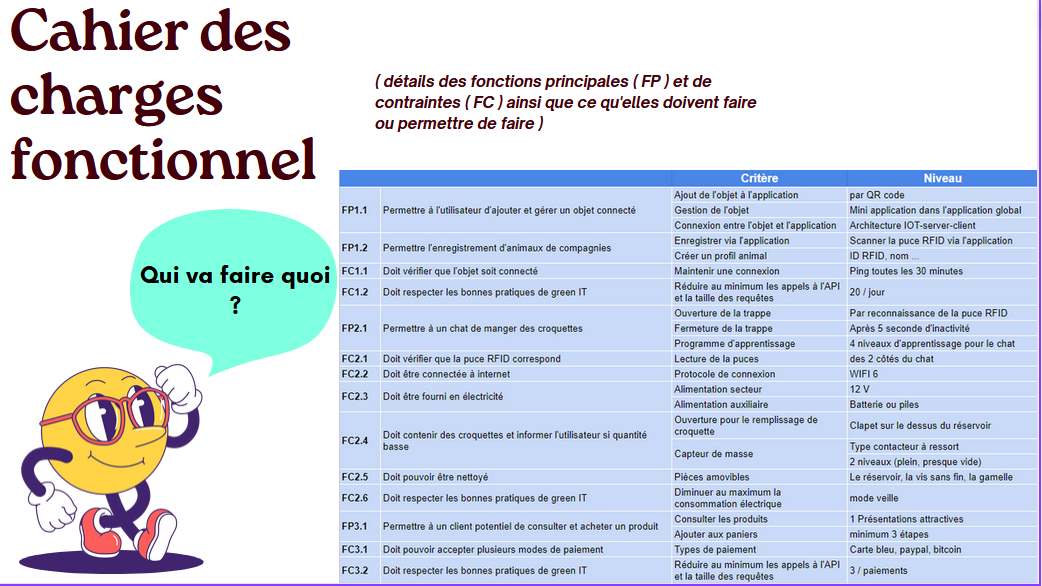 Cahier des
charges
fonctionnel
( détails des fonctions principales ( FP ) et de
contraintes ( FC ) ainsi que ce qu'elles doivent faire
ou permettre de faire )
Qui va faire quoi
?
Critère Niveau
FP1.1 Permettre à l'utilisateur d'ajouter et gérer un objet connecté
Ajout de l'objet à l'application par QR code
Gestion de l'objet Mini application dans l'application global
Connexion entre l'objet et l'application Architecture IOT-server-client
FP1.2 Permettre l'enregistrement d'animaux de compagnies
Enregistrer via l'application Scanner la puce RFID via l'application
Créer un profil animal ID RFID, nom ...
FC1.1 Doit vérifier que l'objet soit connecté Maintenir une connexion Ping toutes les 30 minutes
FC1.2 Doit respecter les bonnes pratiques de green IT
Réduire au minimum les appels à l'API
et la taille des requêtes
20 / jour
FP2.1 Permettre à un chat de manger des croquettes
Ouverture de la trappe Par reconnaissance de la puce RFID
Fermeture de la trappe Après 5 seconde d'inactivité
Programme d'apprentissage 4 niveaux d'apprentissage pour le chat
FC2.1 Doit vérifier que la puce RFID correspond Lecture de la puces des 2 côtés du chat
FC2.2 Doit être connectée à internet Protocole de connexion WIFI 6
FC2.3 Doit être fourni en électricité
Alimentation secteur 12 V
Alimentation auxiliaire Batterie ou piles
FC2.4 Doit contenir des croquettes et informer l'utilisateur si quantité
basse
Ouverture pour le remplissage de
croquette
Clapet sur le dessus du réservoir
Capteur de masse
Type contacteur à ressort
2 niveaux (plein, presque vide)
FC2.5 Doit pouvoir être nettoyé Pièces amovibles Le réservoir, la vis sans fin, la gamelle
FC2.6 Doit respecter les bonnes pratiques de green IT
Diminuer au maximum la
consommation électrique
mode veille
FP3.1 Permettre à un client potentiel de consulter et acheter un produit
Consulter les produits 1 Présentations attractives
Ajouter aux paniers minimum 3 étapes
FC3.1 Doit pouvoir accepter plusieurs modes de paiement Types de paiement Carte bleu, paypal, bitcoin
FC3.2 Doit respecter les bonnes pratiques de green IT
Réduire au minimum les appels à l'API
et la taille des requêtes
3 / paiements